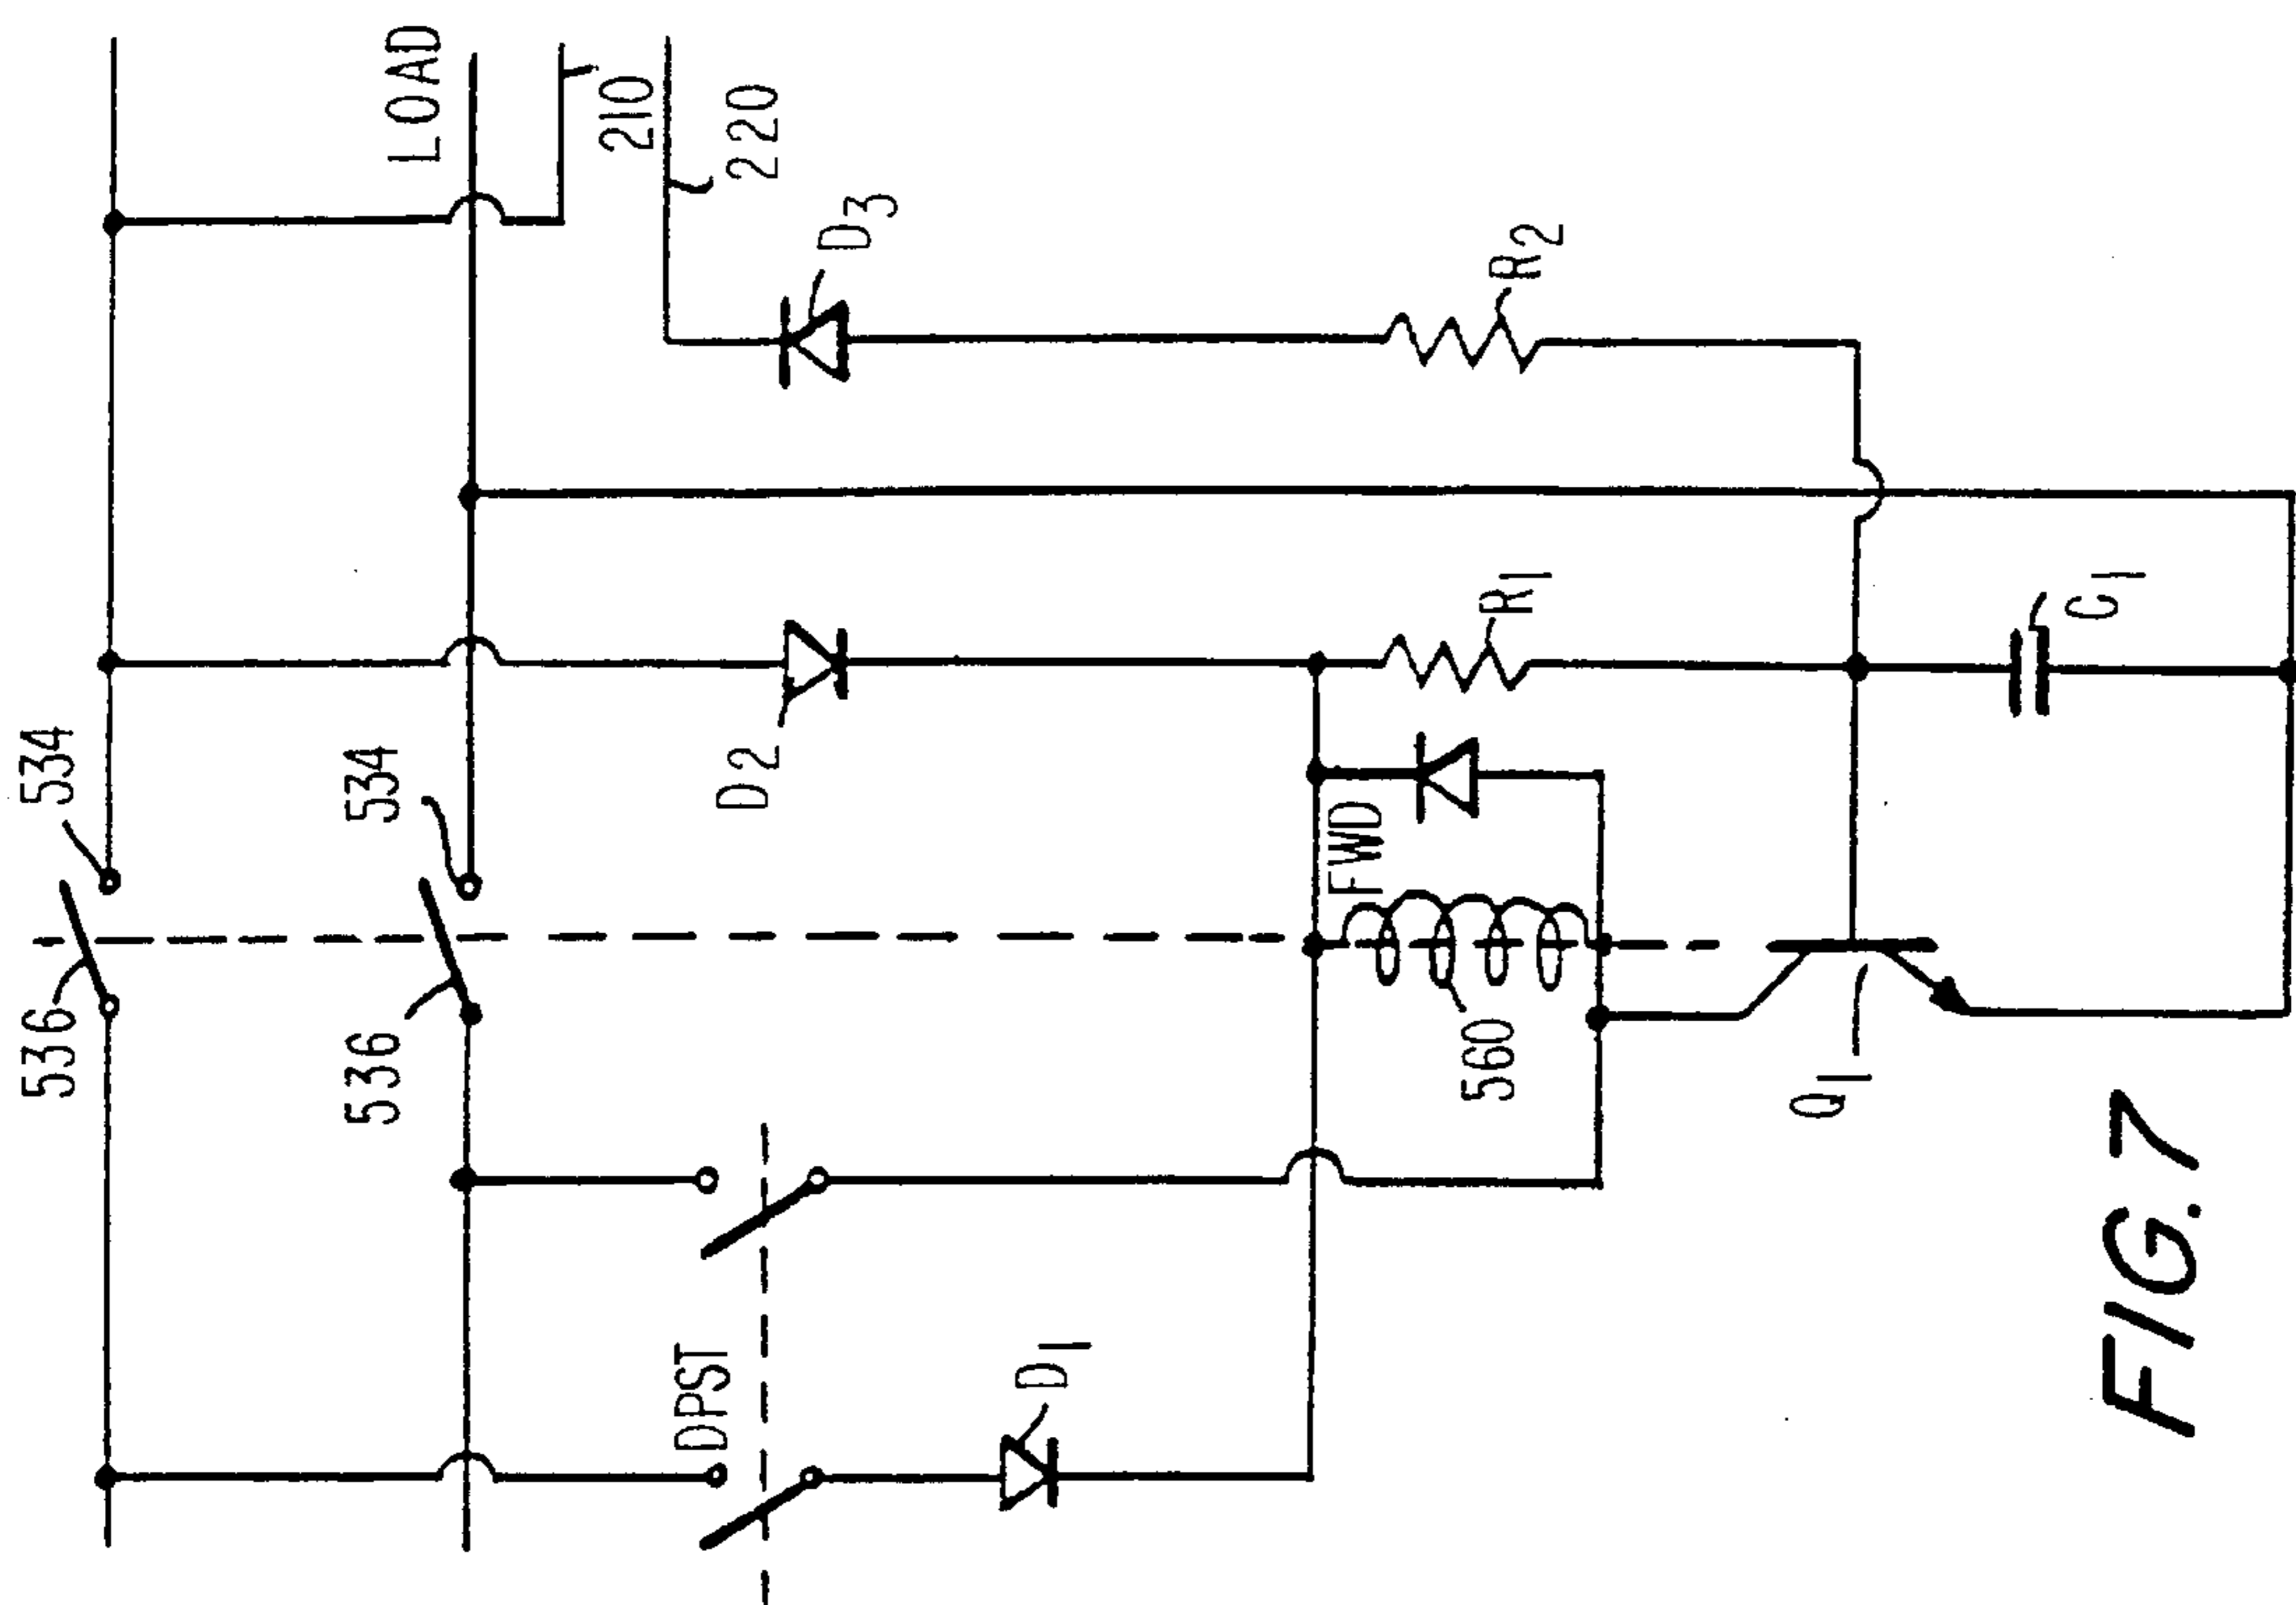 LOAD
210
220
D3
R2
534
534
D2
R1
C1
FWD
536
536
560
Q1
DPST
D1
FIG. 7